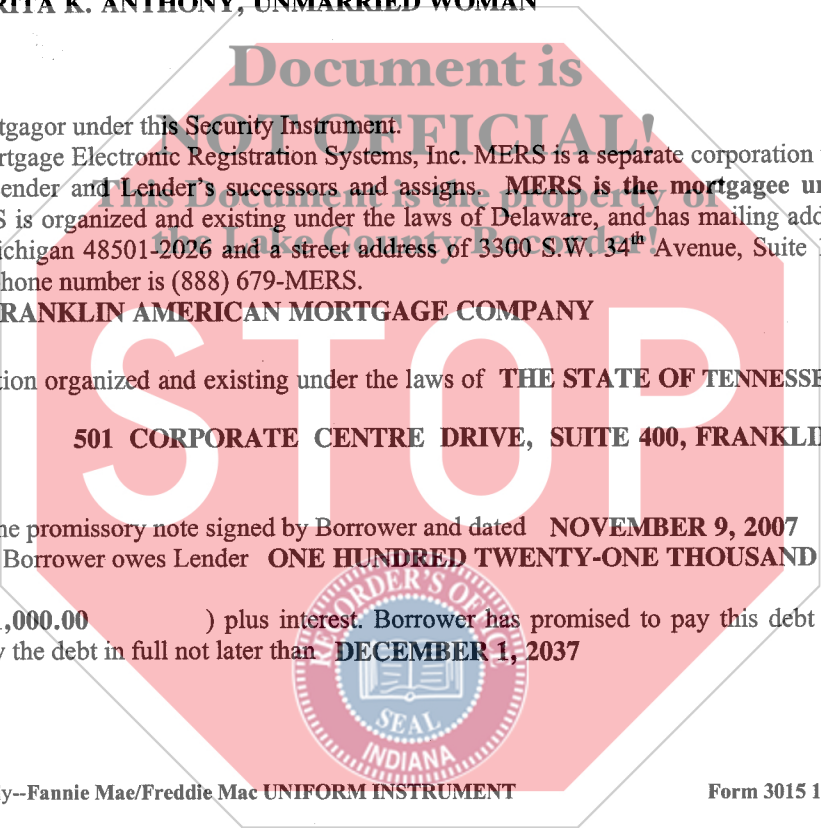 RITA K. ANTHONY, UNMARRIED WOMAN
Document is
NOT OFFICIAL!
This Document is the property of
the Lake County Recorder!
tgagor under this Security Instrument.
rtgage Electronic Registration Systems, Inc. MERS is a separate corporation
ender and Lender's successors and assigns. MERS is the mortgagee un
S is organized and existing under the laws of Delaware, and has mailing add
ichigan 48501-2026 and a street address of 3300 S.W. 34th Avenue, Suite
hone number is (888) 679-MERS.
RANKLIN AMERICAN MORTGAGE COMPANY
STOP
tion organized and existing under the laws of THE STATE OF TENNESSE
501 CORPORATE CENTRE DRIVE, SUITE 400, FRANKLIN
ne promissory note signed by Borrower and dated NOVEMBER 9, 2007
Borrower owes Lender ONE HUNDRED TWENTY-ONE THOUSAND
,000.00 ) plus interest. Borrower has promised to pay this debt
y the debt in full not later than DECEMBER 1, 2037
RECORDER'S OFFICE
SEAL
INDIANA
y--Fannie Mae/Freddie Mac UNIFORM INSTRUMENT Form 3015 1